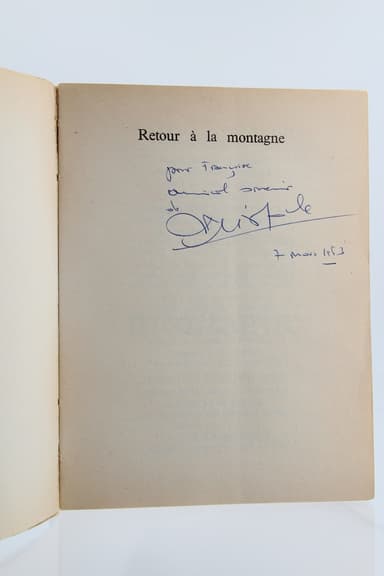 Retour à la montagne
pour Françoise
amical souvenir
de
7 mars